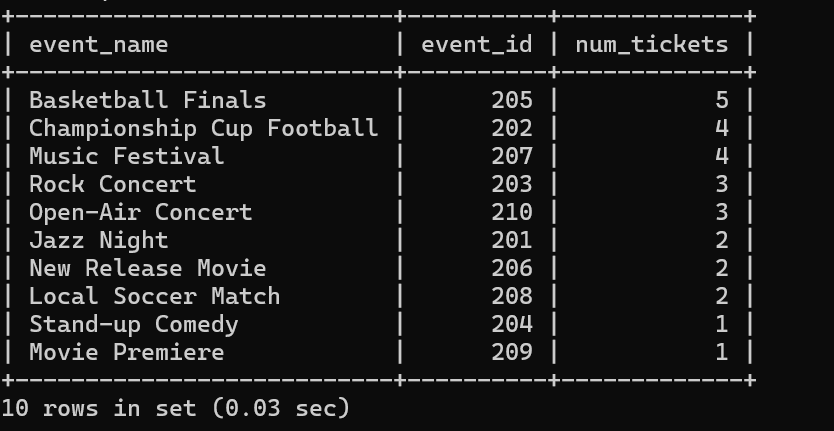 +---------------------------+----------+-------------+
| event_name                | event_id | num_tickets |
+---------------------------+----------+-------------+
| Basketball Finals         |      205 |           5 |
| Championship Cup Football |      202 |           4 |
| Music Festival            |      207 |           4 |
| Rock Concert              |      203 |           3 |
| Open-Air Concert          |      210 |           3 |
| Jazz Night                |      201 |           2 |
| New Release Movie         |      206 |           2 |
| Local Soccer Match        |      208 |           2 |
| Stand-up Comedy           |      204 |           1 |
| Movie Premiere            |      209 |           1 |
+---------------------------+----------+-------------+
10 rows in set (0.03 sec)